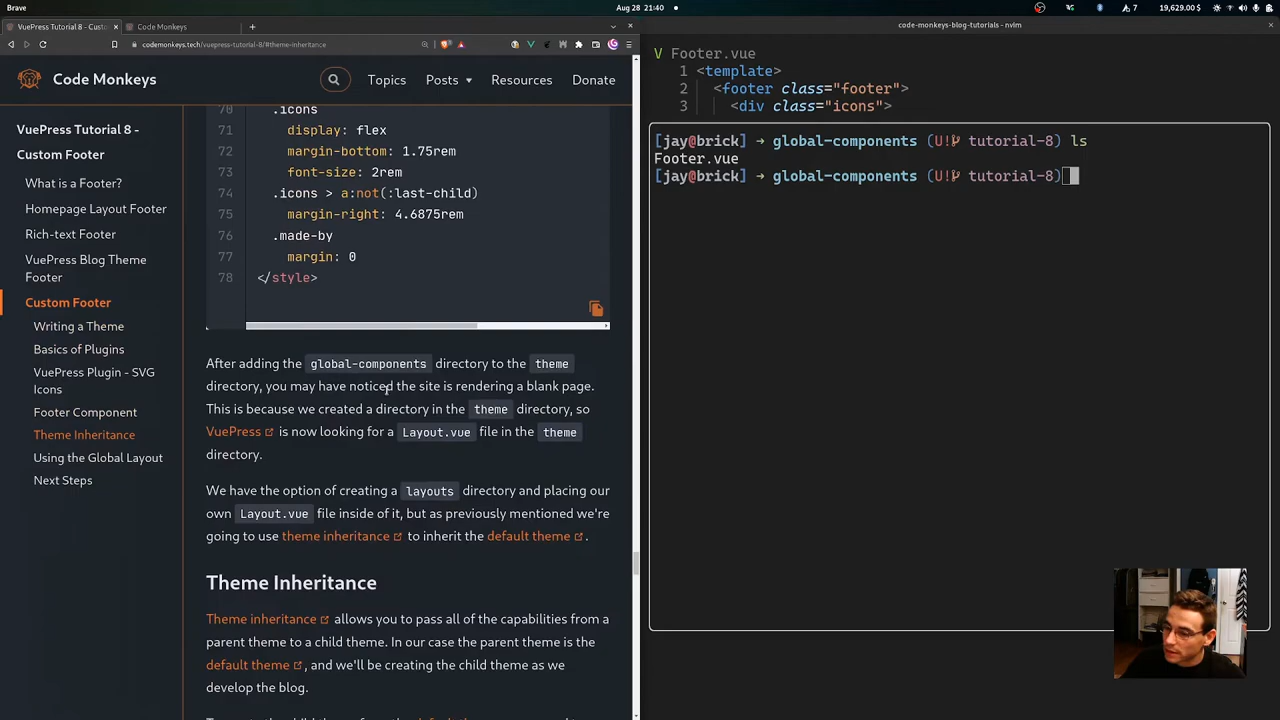 Brave
Aug 28 21:40
7
19,629.00 $
VuePress Tutorial 8 - Custo
Code Monkeys
code-monkeys-blog-tutorials - nvim
codemonkeys.tech/vuepress-tutorial-8/#theme-inheritance
Code Monkeys
Topics
Posts
Resources
Donate
VuePress Tutorial 8 -
Custom Footer
What is a Footer?
Homepage Layout Footer
Rich-text Footer
VuePress Blog Theme
Footer
Custom Footer
Writing a Theme
Basics of Plugins
VuePress Plugin - SVG
Icons
Footer Component
Theme Inheritance
Using the Global Layout
Next Steps
70 .icons
71 display: flex
72 margin-bottom: 1.75rem
73 font-size: 2rem
74 .icons > a:not(:last-child)
75 margin-right: 4.6875rem
76 .made-by
77 margin: 0
78 </style>
After adding the global-components directory to the theme
directory, you may have noticed the site is rendering a blank page.
This is because we created a directory in the theme directory, so
VuePress is now looking for a Layout.vue file in the theme
directory.
We have the option of creating a layouts directory and placing our
own Layout.vue file inside of it, but as previously mentioned we're
going to use theme inheritance to inherit the default theme .
Theme Inheritance
Theme inheritance allows you to pass all of the capabilities from a
parent theme to a child theme. In our case the parent theme is the
default theme , and we'll be creating the child theme as we
develop the blog.
V Footer.vue
1 <template>
2 <footer class="footer">
3 <div class="icons">
[jay@brick] → global-components (U! tutorial-8) ls
Footer.vue
[jay@brick] → global-components (U! tutorial-8)